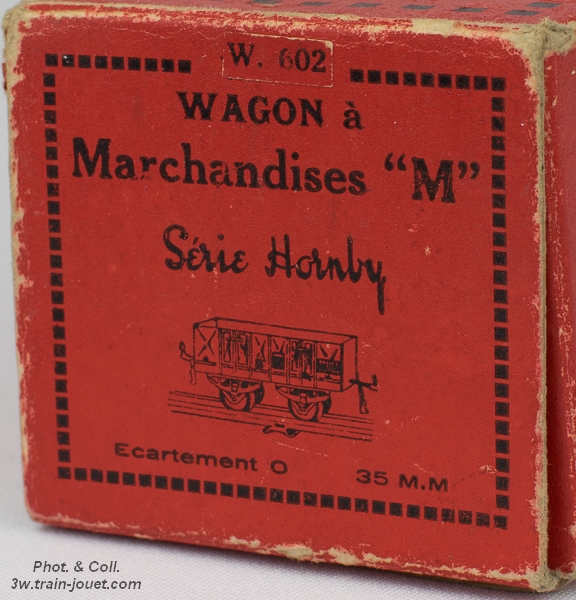 W. 602
WAGON à
Marchandises “M”
Série Hornby
Ecartement O 35 M.M
Phot. & Coll.
3w.train-jouet.com